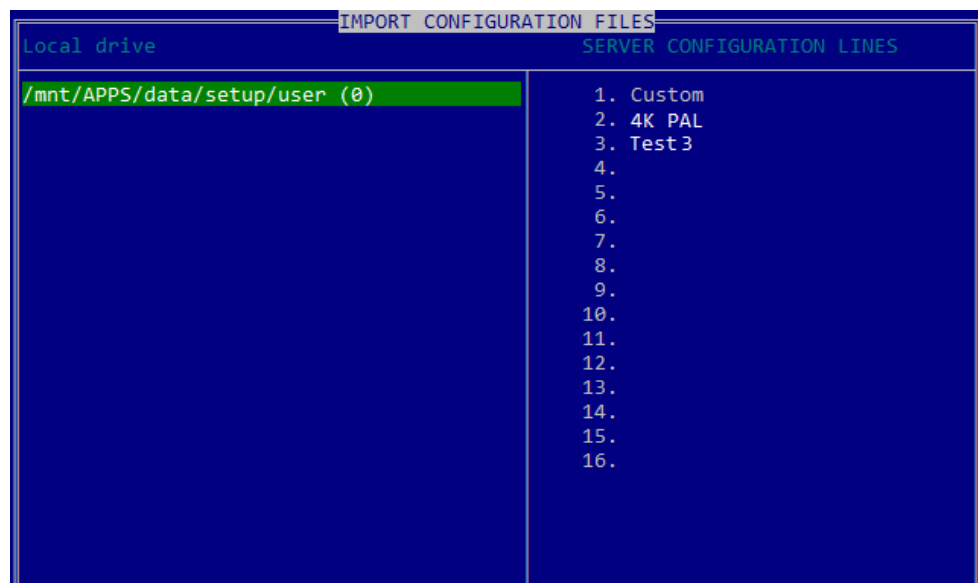 IMPORT CONFIGURATION FILES
Local drive
SERVER CONFIGURATION LINES
/mnt/APPS/data/setup/user (0)
1. Custom
2. 4K PAL
3. Test3
4.
5.
6.
7.
8.
9.
10.
11.
12.
13.
14.
15.
16.